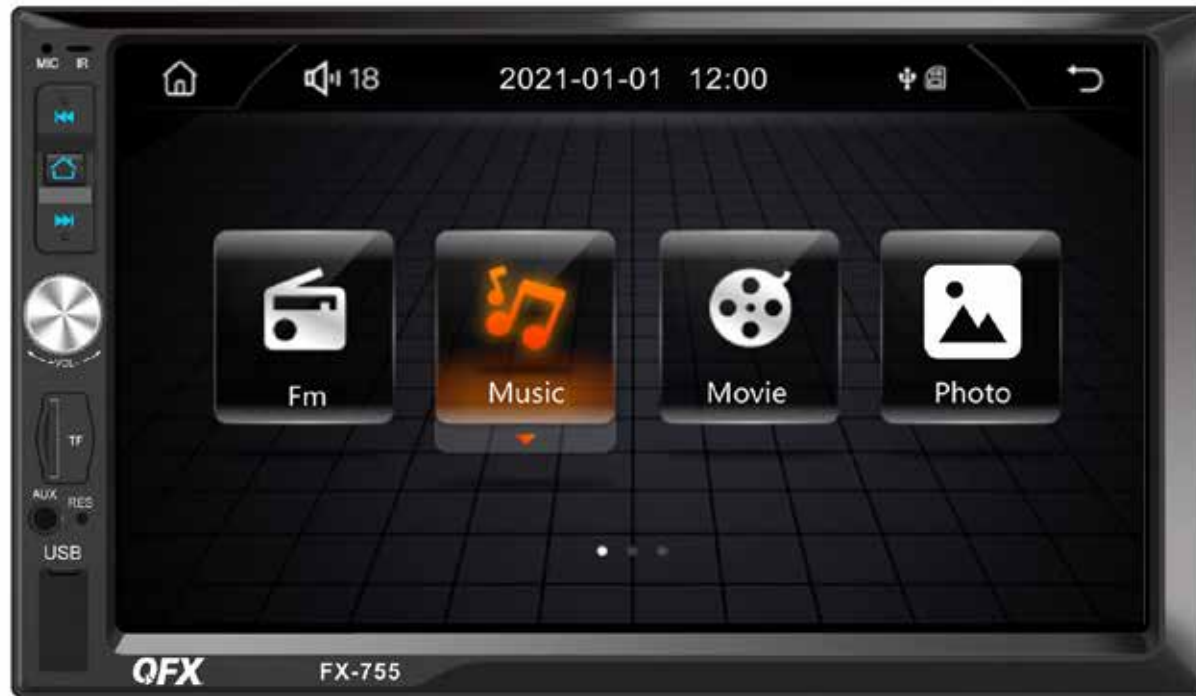 MIC IR
18 2021-01-01 12:00
VOL
TF
AUX RES
USB
Fm Music Movie Photo
QFX FX-755